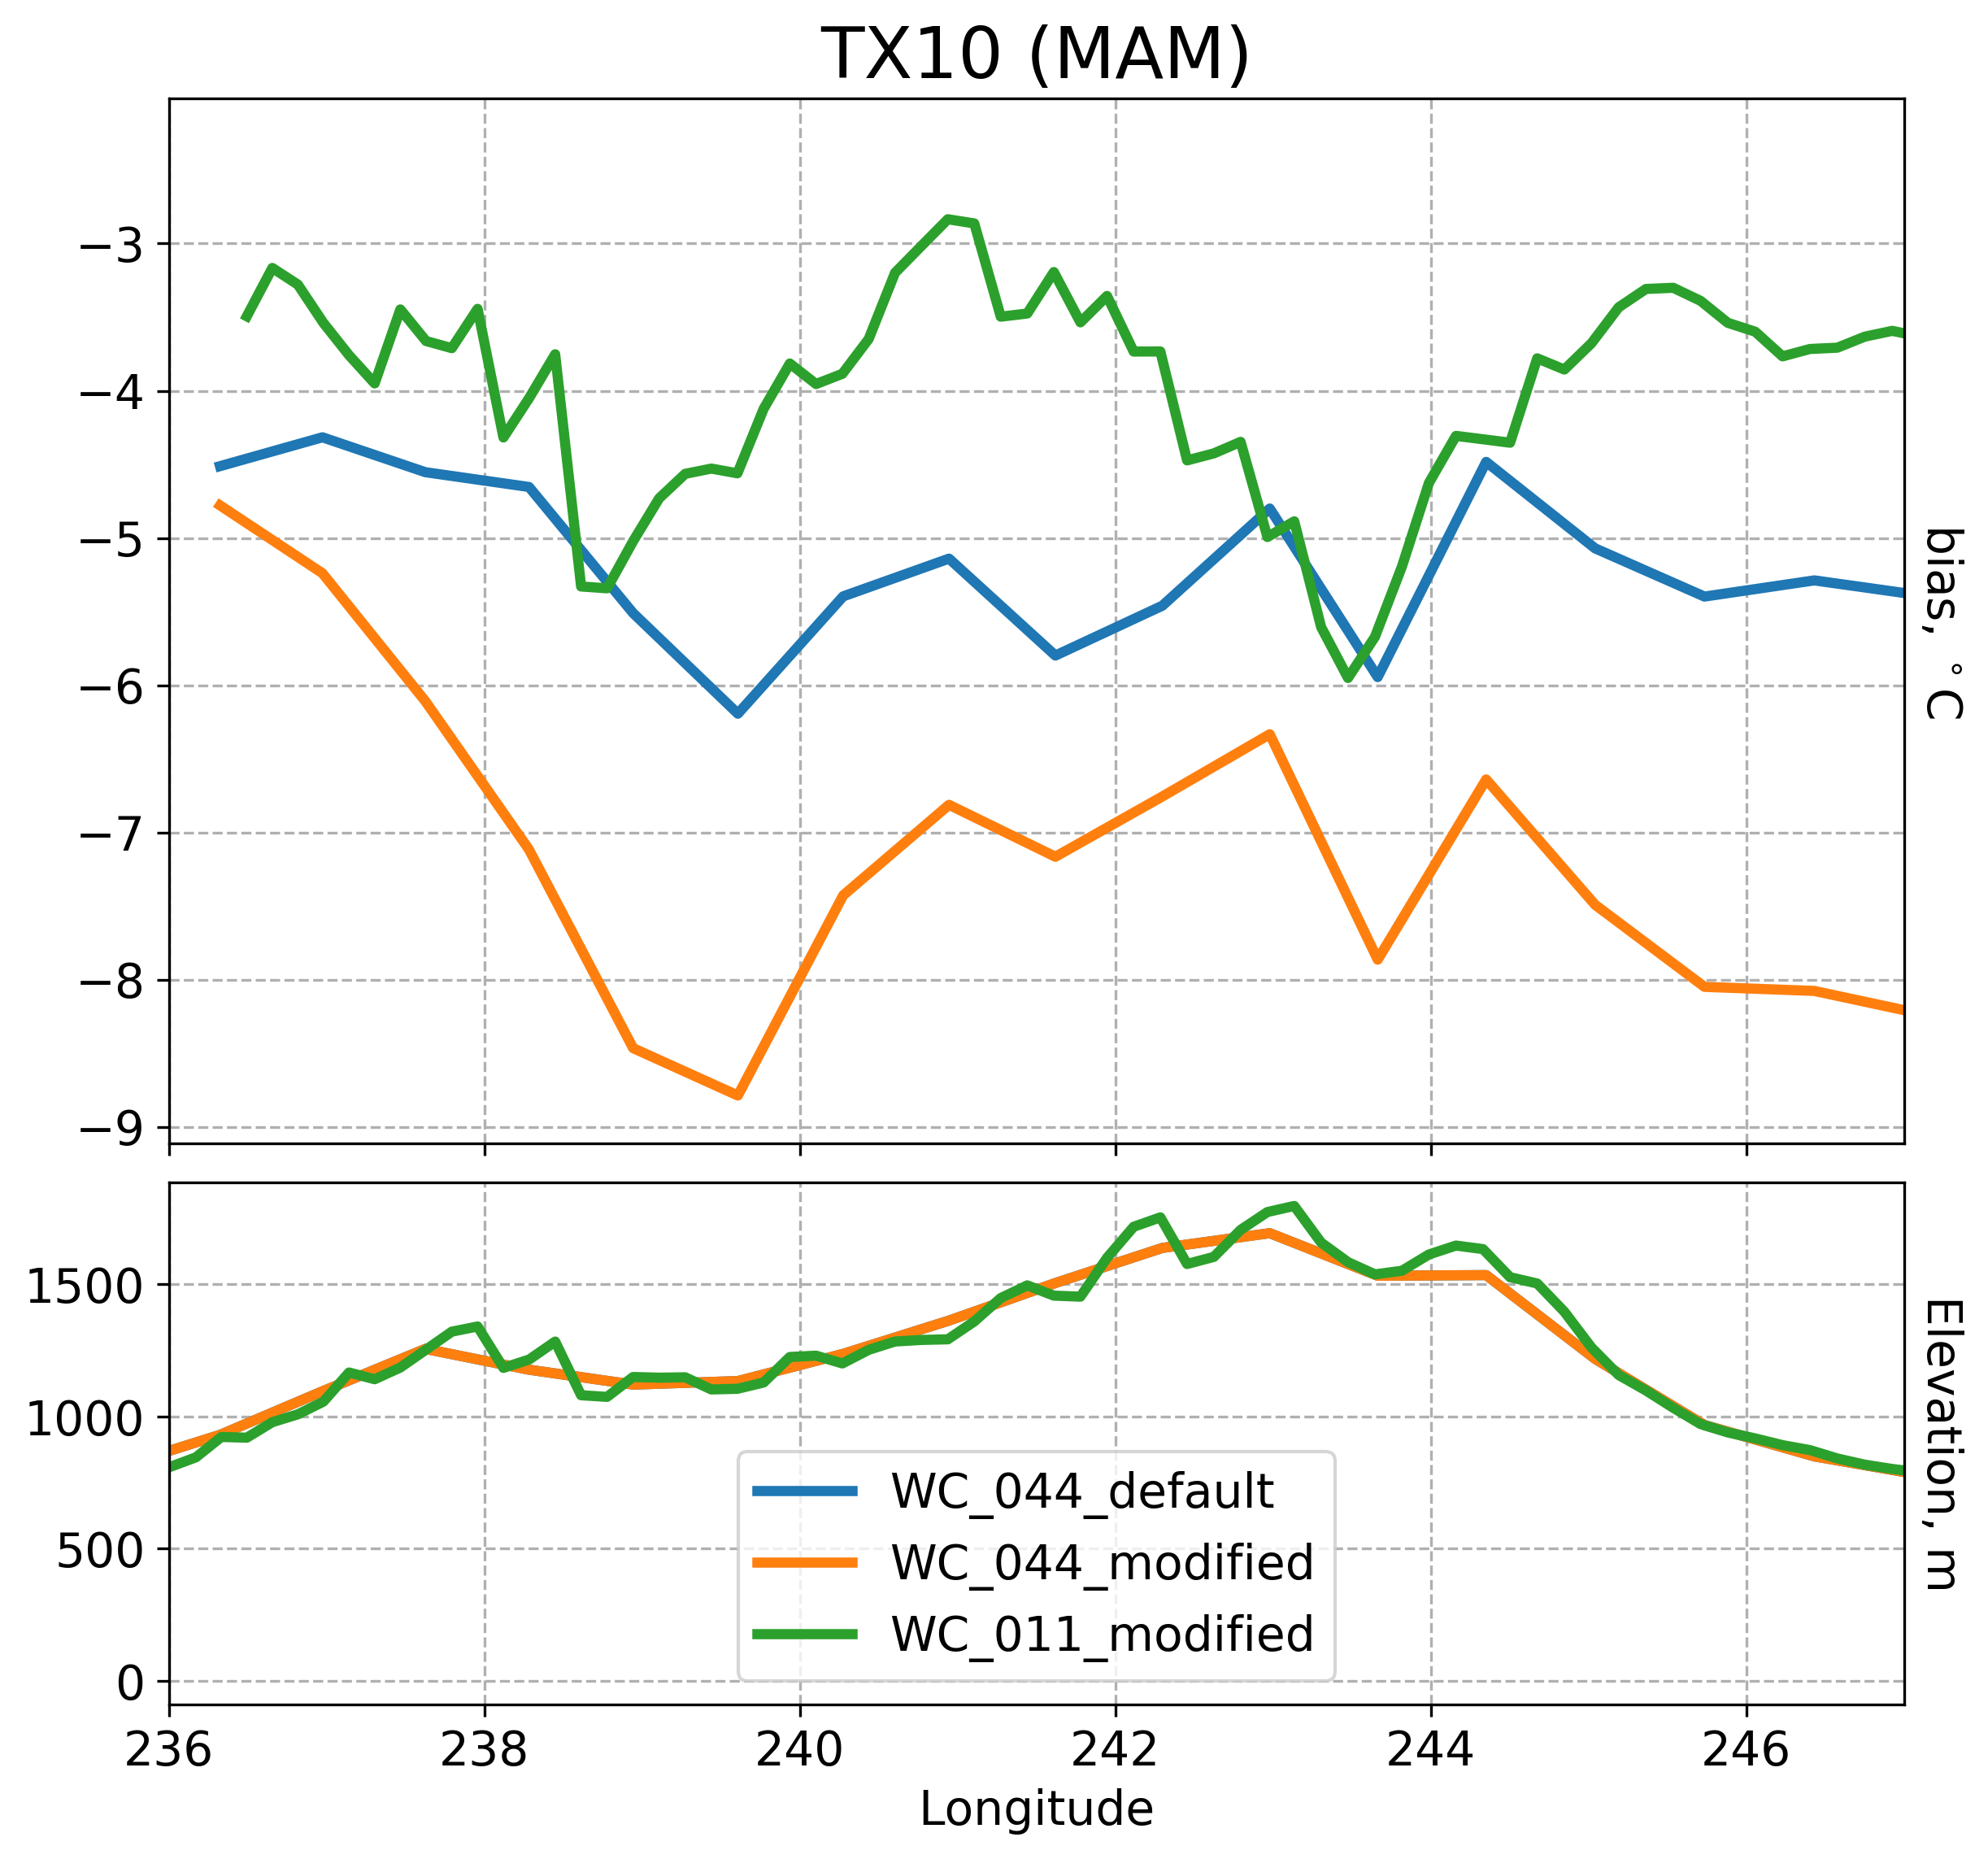 TX10 (MAM)
−3
−4
−5
−6
−7
−8
−9
bias, °C
1500
1000
500
0
Elevation, m
WC_044_default
WC_044_modified
WC_011_modified
236 238 240 242 244 246
Longitude